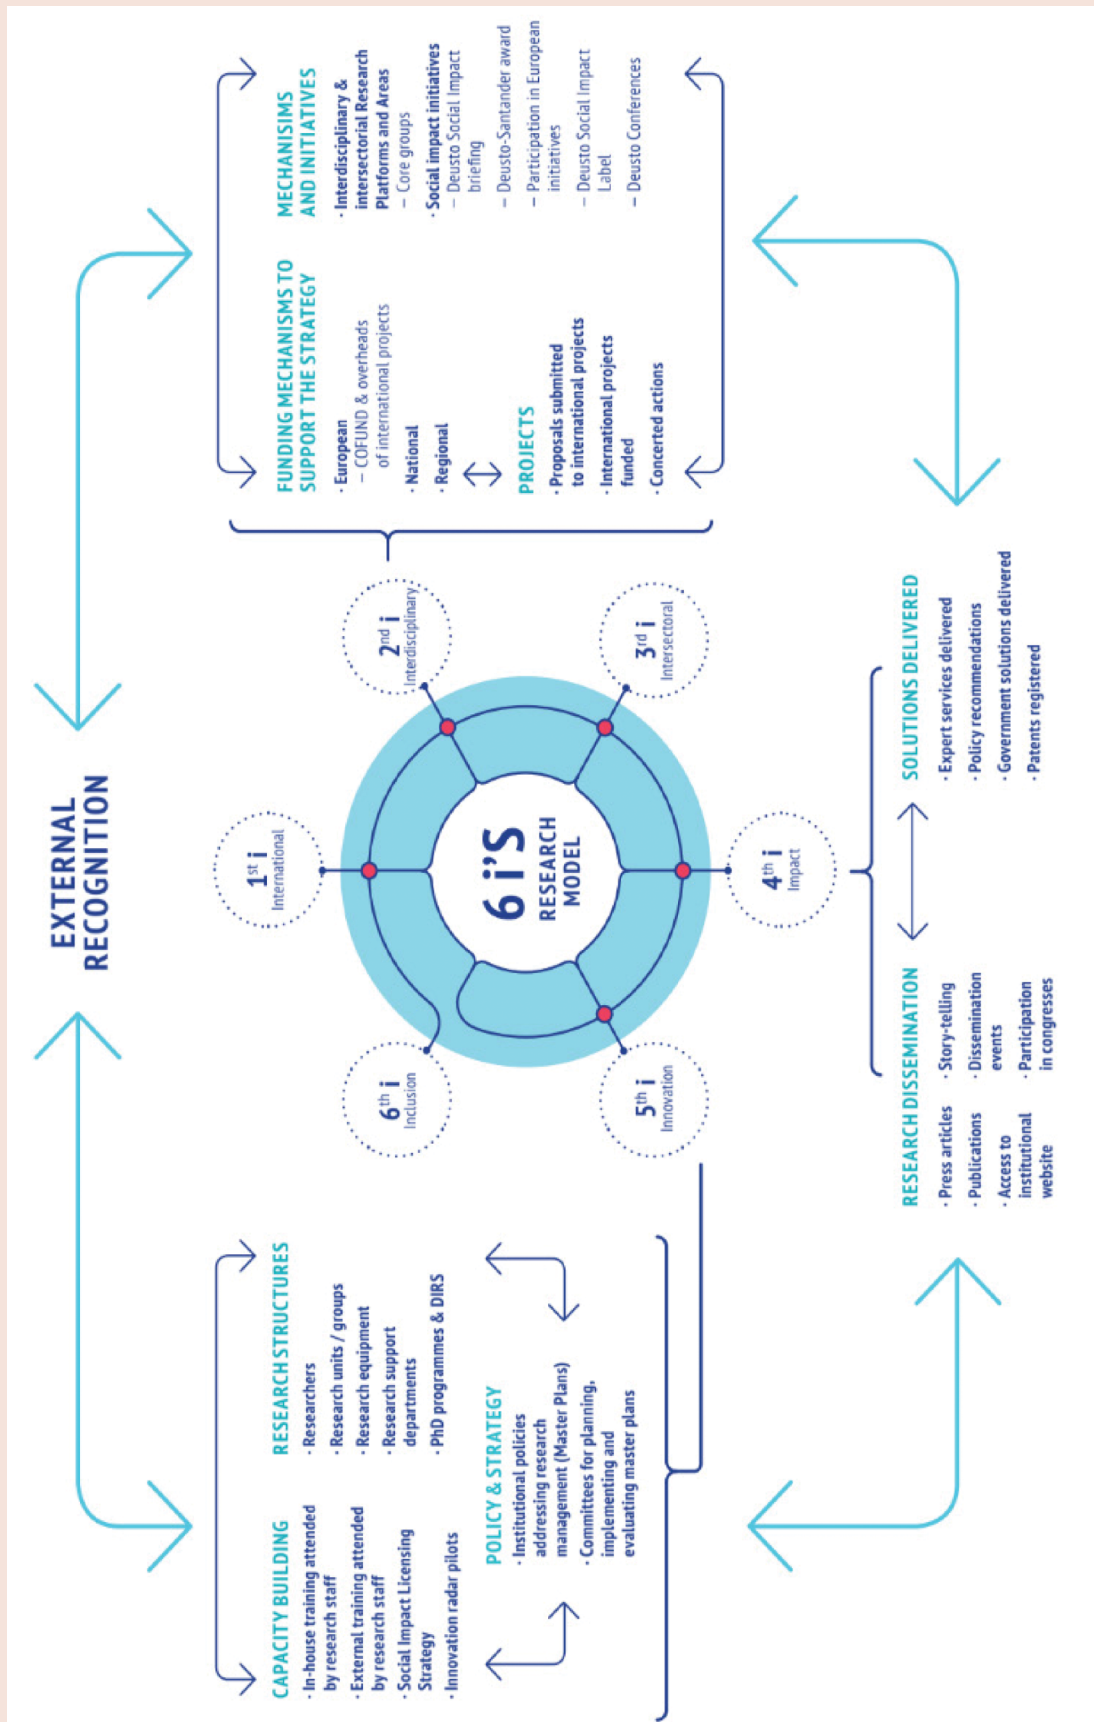 EXTERNAL
RECOGNITION
CAPACITY BUILDING
· In-house training attended
by research staff
· External training attended
by research staff
· Social Impact Licensing
Strategy
· Innovation radar pilots
RESEARCH STRUCTURES
· Researchers
· Research units / groups
· Research equipment
· Research support
departments
· PhD programmes & DIRS
POLICY & STRATEGY
· Institutional policies
addressing research
management (Master Plans)
· Committees for planning,
implementing and
evaluating master plans
1st i
International
2nd i
Interdisciplinary
3rd i
Intersectoral
4th i
Impact
5th i
Innovation
6th i
Inclusion
6 i'S
RESEARCH
MODEL
FUNDING MECHANISMS TO
SUPPORT THE STRATEGY
· European
– COFUND & overheads
of international projects
· National
· Regional
PROJECTS
· Proposals submitted
to international projects
· International projects
funded
· Concerted actions
MECHANISIMS
AND INITIATIVES
· Interdisciplinary &
intersectorial Research
Platforms and Areas
– Core groups
· Social impact initiatives
– Deusto Social Impact
briefing
– Deusto-Santander award
– Participation in European
initiatives
– Deusto Social Impact
Label
– Deusto Conferences
RESEARCH DISSEMINATION
· Press articles
· Publications
· Access to
institutional
website
· Story-telling
· Dissemination
events
· Participation
in congresses
SOLUTIONS DELIVERED
· Expert services delivered
· Policy recommendations
· Government solutions delivered
· Patents registered